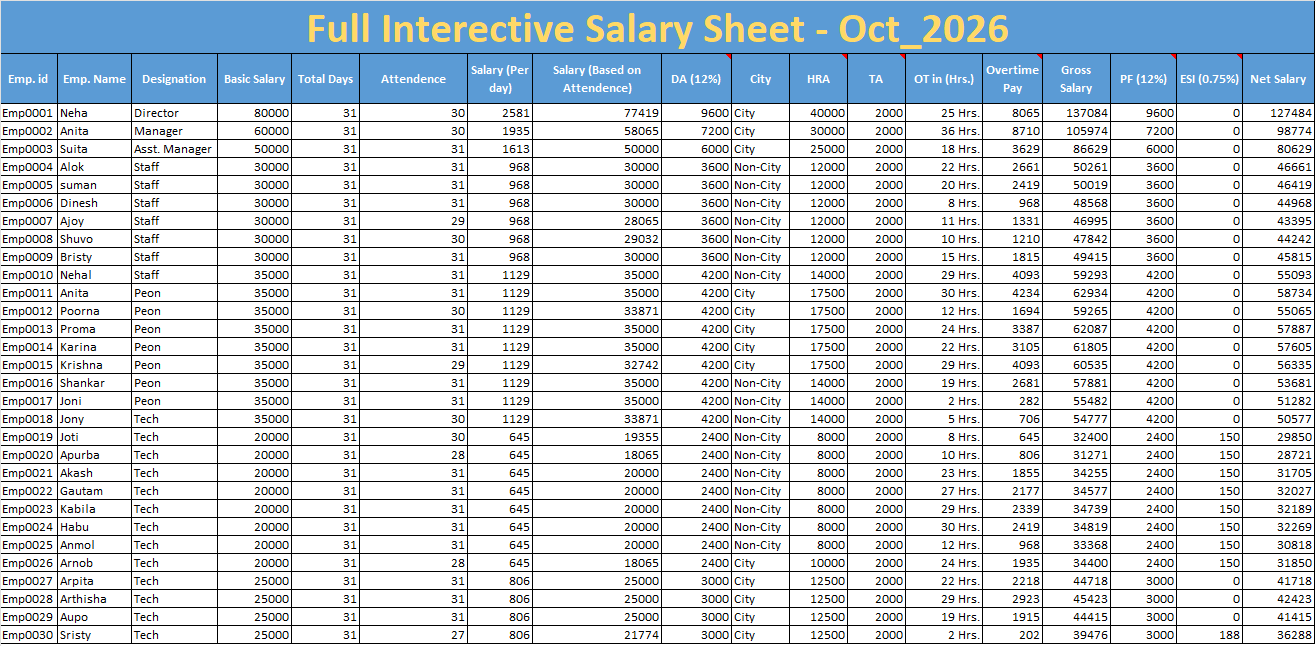 Full Interective Salary Sheet - Oct_2026
Emp. id Emp. Name Designation Basic Salary Total Days Attendence Salary (Per day) Salary (Based on Attendence) DA (12%) City HRA TA OT in (Hrs.) Overtime Pay Gross Salary PF (12%) ESI (0.75%) Net Salary
Emp0001 Neha Director 80000 31 30 2581 77419 9600 City 40000 2000 25 Hrs. 8065 137084 9600 0 127484
Emp0002 Anita Manager 60000 31 30 1935 58065 7200 City 30000 2000 36 Hrs. 8710 105974 7200 0 98774
Emp0003 Suita Asst. Manager 50000 31 31 1613 50000 6000 City 25000 2000 18 Hrs. 3629 86629 6000 0 80629
Emp0004 Alok Staff 30000 31 31 968 30000 3600 Non-City 12000 2000 22 Hrs. 2661 50261 3600 0 46661
Emp0005 suman Staff 30000 31 31 968 30000 3600 Non-City 12000 2000 20 Hrs. 2419 50019 3600 0 46419
Emp0006 Dinesh Staff 30000 31 31 968 30000 3600 Non-City 12000 2000 8 Hrs. 968 48568 3600 0 44968
Emp0007 Ajoy Staff 30000 31 29 968 28065 3600 Non-City 12000 2000 11 Hrs. 1331 46995 3600 0 43395
Emp0008 Shuvo Staff 30000 31 30 968 29032 3600 Non-City 12000 2000 10 Hrs. 1210 47842 3600 0 44242
Emp0009 Bristy Staff 30000 31 31 968 30000 3600 Non-City 12000 2000 15 Hrs. 1815 49415 3600 0 45815
Emp0010 Nehal Staff 35000 31 31 1129 35000 4200 Non-City 14000 2000 29 Hrs. 4093 59293 4200 0 55093
Emp0011 Anita Peon 35000 31 31 1129 35000 4200 City 17500 2000 30 Hrs. 4234 62934 4200 0 58734
Emp0012 Poorna Peon 35000 31 30 1129 33871 4200 City 17500 2000 12 Hrs. 1694 59265 4200 0 55065
Emp0013 Proma Peon 35000 31 31 1129 35000 4200 City 17500 2000 24 Hrs. 3387 62087 4200 0 57887
Emp0014 Karina Peon 35000 31 31 1129 35000 4200 City 17500 2000 22 Hrs. 3105 61805 4200 0 57605
Emp0015 Krishna Peon 35000 31 29 1129 32742 4200 City 17500 2000 29 Hrs. 4093 60535 4200 0 56335
Emp0016 Shankar Peon 35000 31 31 1129 35000 4200 Non-City 14000 2000 19 Hrs. 2681 57881 4200 0 53681
Emp0017 Joni Peon 35000 31 31 1129 35000 4200 Non-City 14000 2000 2 Hrs. 282 55482 4200 0 51282
Emp0018 Jony Tech 35000 31 30 1129 33871 4200 Non-City 14000 2000 5 Hrs. 706 54777 4200 0 50577
Emp0019 Joti Tech 20000 31 30 645 19355 2400 Non-City 8000 2000 8 Hrs. 645 32400 2400 150 29850
Emp0020 Apurba Tech 20000 31 28 645 18065 2400 Non-City 8000 2000 10 Hrs. 806 31271 2400 150 28721
Emp0021 Akash Tech 20000 31 31 645 20000 2400 Non-City 8000 2000 23 Hrs. 1855 34255 2400 150 31705
Emp0022 Gautam Tech 20000 31 31 645 20000 2400 Non-City 8000 2000 27 Hrs. 2177 34577 2400 150 32027
Emp0023 Kabila Tech 20000 31 31 645 20000 2400 Non-City 8000 2000 29 Hrs. 2339 34739 2400 150 32189
Emp0024 Habu Tech 20000 31 31 645 20000 2400 Non-City 8000 2000 30 Hrs. 2419 34819 2400 150 32269
Emp0025 Anmol Tech 20000 31 31 645 20000 2400 Non-City 8000 2000 12 Hrs. 968 33368 2400 150 30818
Emp0026 Arnob Tech 20000 31 28 645 18065 2400 City 10000 2000 24 Hrs. 1935 34400 2400 150 31850
Emp0027 Arpita Tech 25000 31 31 806 25000 3000 City 12500 2000 22 Hrs. 2218 44718 3000 0 41718
Emp0028 Arthisha Tech 25000 31 31 806 25000 3000 City 12500 2000 29 Hrs. 2923 45423 3000 0 42423
Emp0029 Aupo Tech 25000 31 31 806 25000 3000 City 12500 2000 19 Hrs. 1915 44415 3000 0 41415
Emp0030 Sristy Tech 25000 31 27 806 21774 3000 City 12500 2000 2 Hrs. 202 39476 3000 188 36288